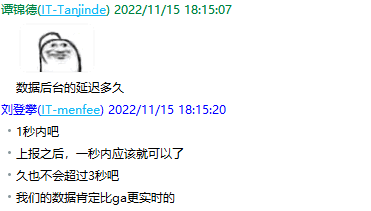 谭锦德(IT-Tanjinde) 2022/11/15 18:15:07
数据后台的延迟多久
刘登攀(IT-menfee) 2022/11/15 18:15:20
• 1秒内吧
• 上报之后，一秒内应该就可以了
• 久也不会超过3秒吧
• 我们的数据肯定比ga更实时的